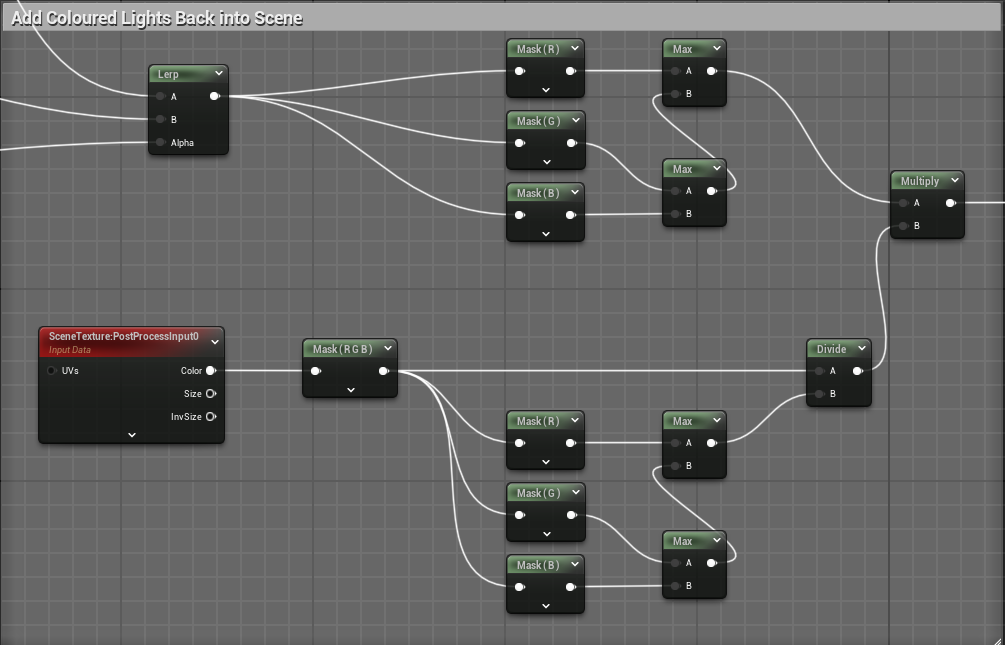 Add Coloured Lights Back into Scene
Lerp
A
B
Alpha
Mask ( R )
Mask ( G )
Mask ( B )
Max
A
B
Max
A
B
Multiply
A
B
SceneTexture:PostProcessInput0
Input Data
UVs Color
Size
InvSize
Mask ( R G B )
Divide
A
B
Mask ( R )
Mask ( G )
Mask ( B )
Max
A
B
Max
A
B